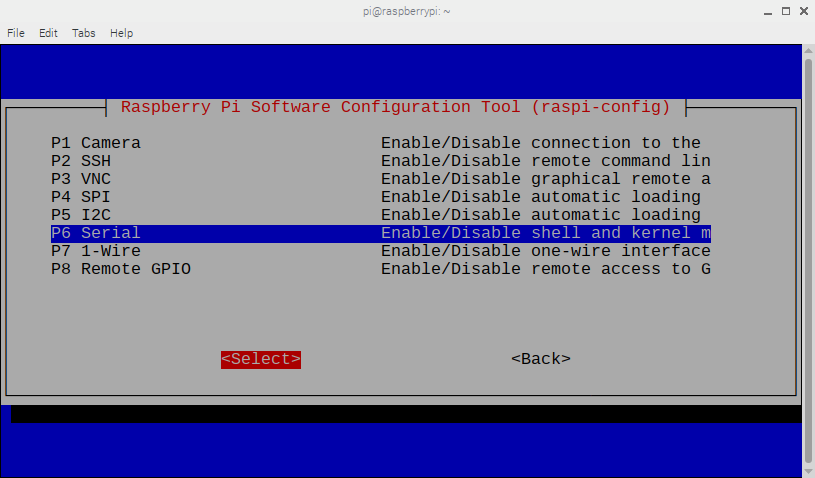 pi@raspberrypi: ~
File Edit Tabs Help
Raspberry Pi Software Configuration Tool (raspi-config)
P1 Camera Enable/Disable connection to the
P2 SSH Enable/Disable remote command lin
P3 VNC Enable/Disable graphical remote a
P4 SPI Enable/Disable automatic loading
P5 I2C Enable/Disable automatic loading
P6 Serial Enable/Disable shell and kernel m
P7 1-Wire Enable/Disable one-wire interface
P8 Remote GPIO Enable/Disable remote access to G
<Select> <Back>